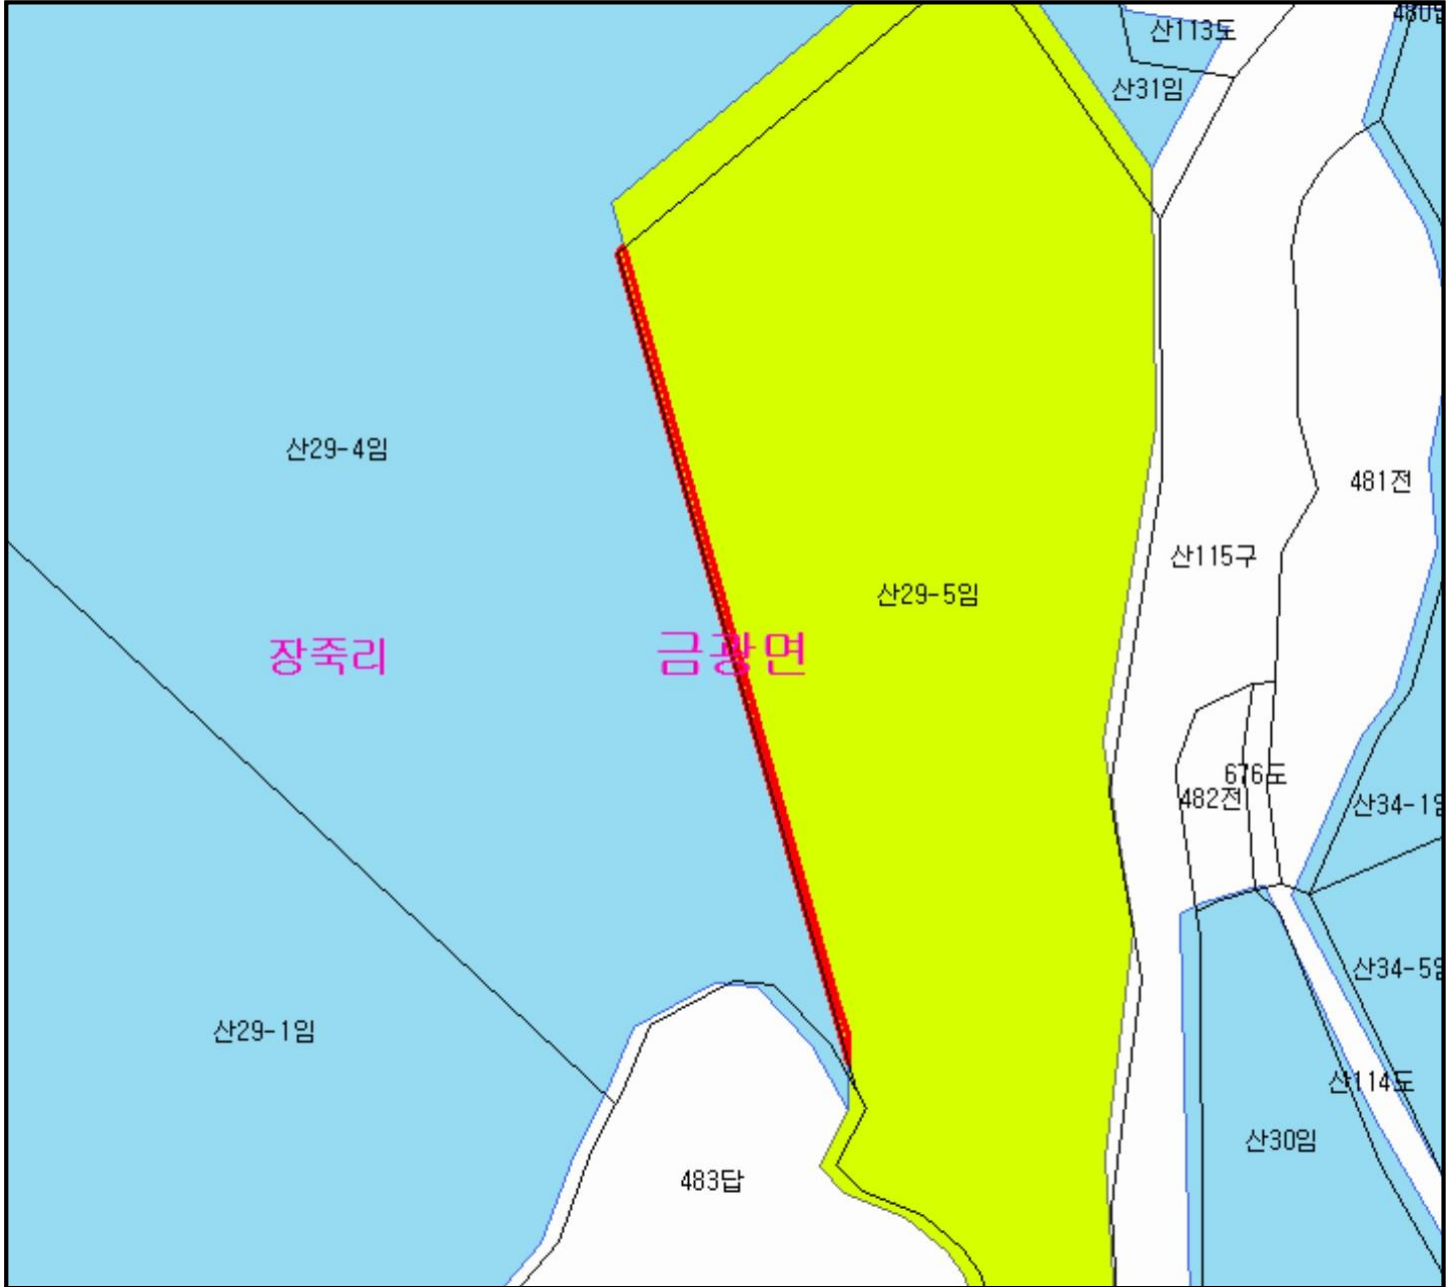 산113도
산31임
산29-4임
481전
산115구
산29-5임
장죽리
금광면
676도
482전
산34-1임
산34-5임
산29-1임
산114도
산30임
483답